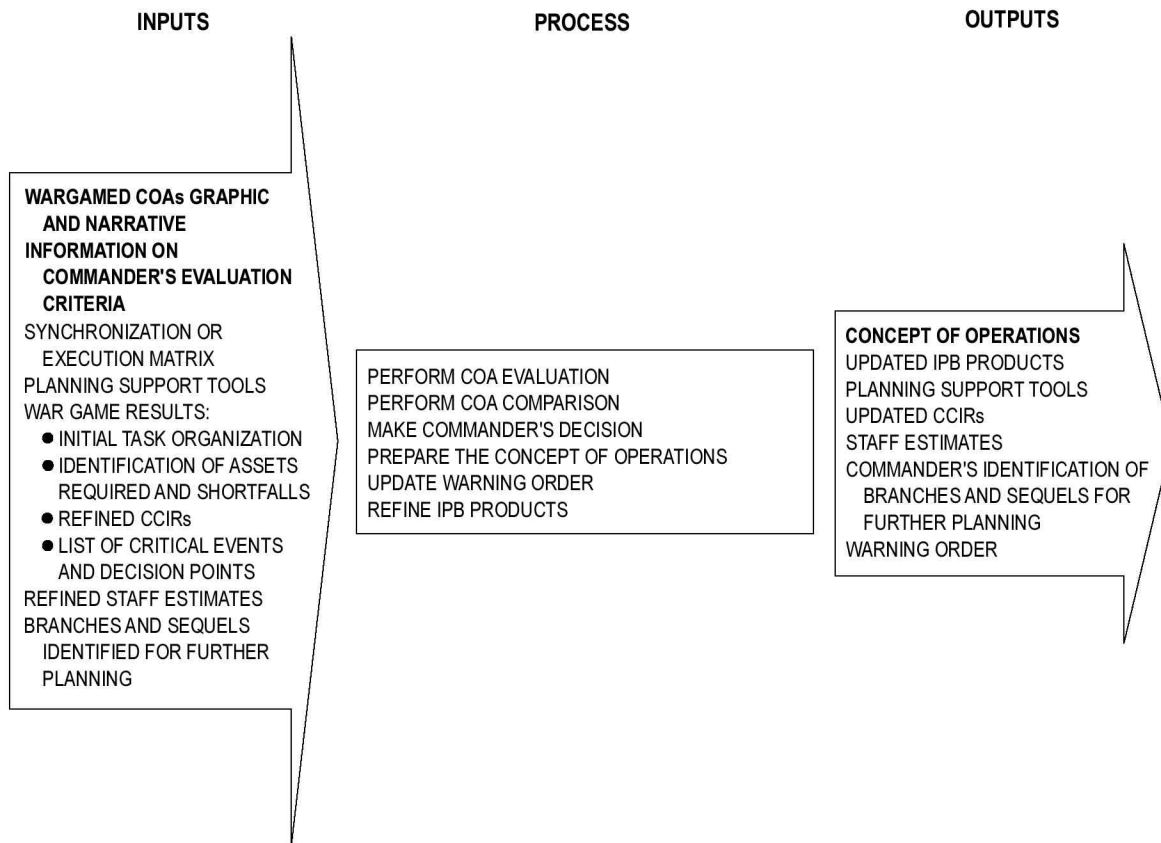 INPUTS
PROCESS
OUTPUTS
WARGAMED COAs GRAPHIC
AND NARRATIVE
INFORMATION ON
COMMANDER'S EVALUATION
CRITERIA
SYNCHRONIZATION OR
EXECUTION MATRIX
PLANNING SUPPORT TOOLS
WAR GAME RESULTS:
● INITIAL TASK ORGANIZATION
● IDENTIFICATION OF ASSETS
REQUIRED AND SHORTFALLS
● REFINED CCIRs
● LIST OF CRITICAL EVENTS
AND DECISION POINTS
REFINED STAFF ESTIMATES
BRANCHES AND SEQUELS
IDENTIFIED FOR FURTHER
PLANNING
PERFORM COA EVALUATION
PERFORM COA COMPARISON
MAKE COMMANDER'S DECISION
PREPARE THE CONCEPT OF OPERATIONS
UPDATE WARNING ORDER
REFINE IPB PRODUCTS
CONCEPT OF OPERATIONS
UPDATED IPB PRODUCTS
PLANNING SUPPORT TOOLS
UPDATED CCIRs
STAFF ESTIMATES
COMMANDER'S IDENTIFICATION OF
BRANCHES AND SEQUELS FOR
FURTHER PLANNING
WARNING ORDER